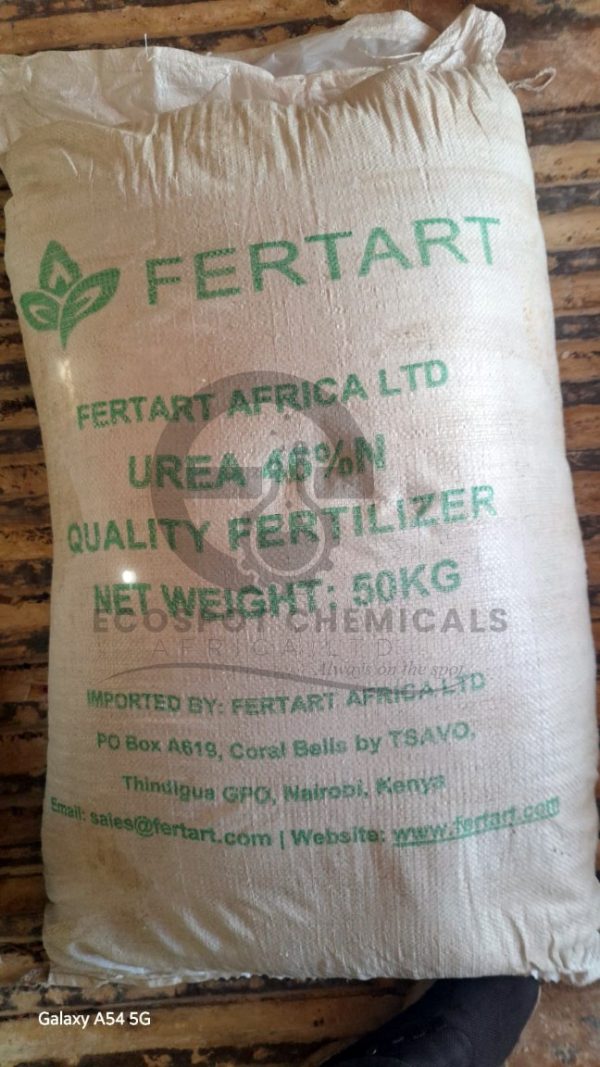 FERTART
FERTART AFRICA LTD
UREA 46%N
QUALITY FERTILIZER
NET WEIGHT: 50KG
ECOSPOT CHEMICALS
AFRICA LTD
Always on the spot
IMPORTED BY: FERTART AFRICA LTD
PO Box A619, Coral Bells by TSAVO,
Thindigua GPO, Nairobi, Kenya
Email: sales@fertart.com | Website: www.fertart.com
Galaxy A54 5G